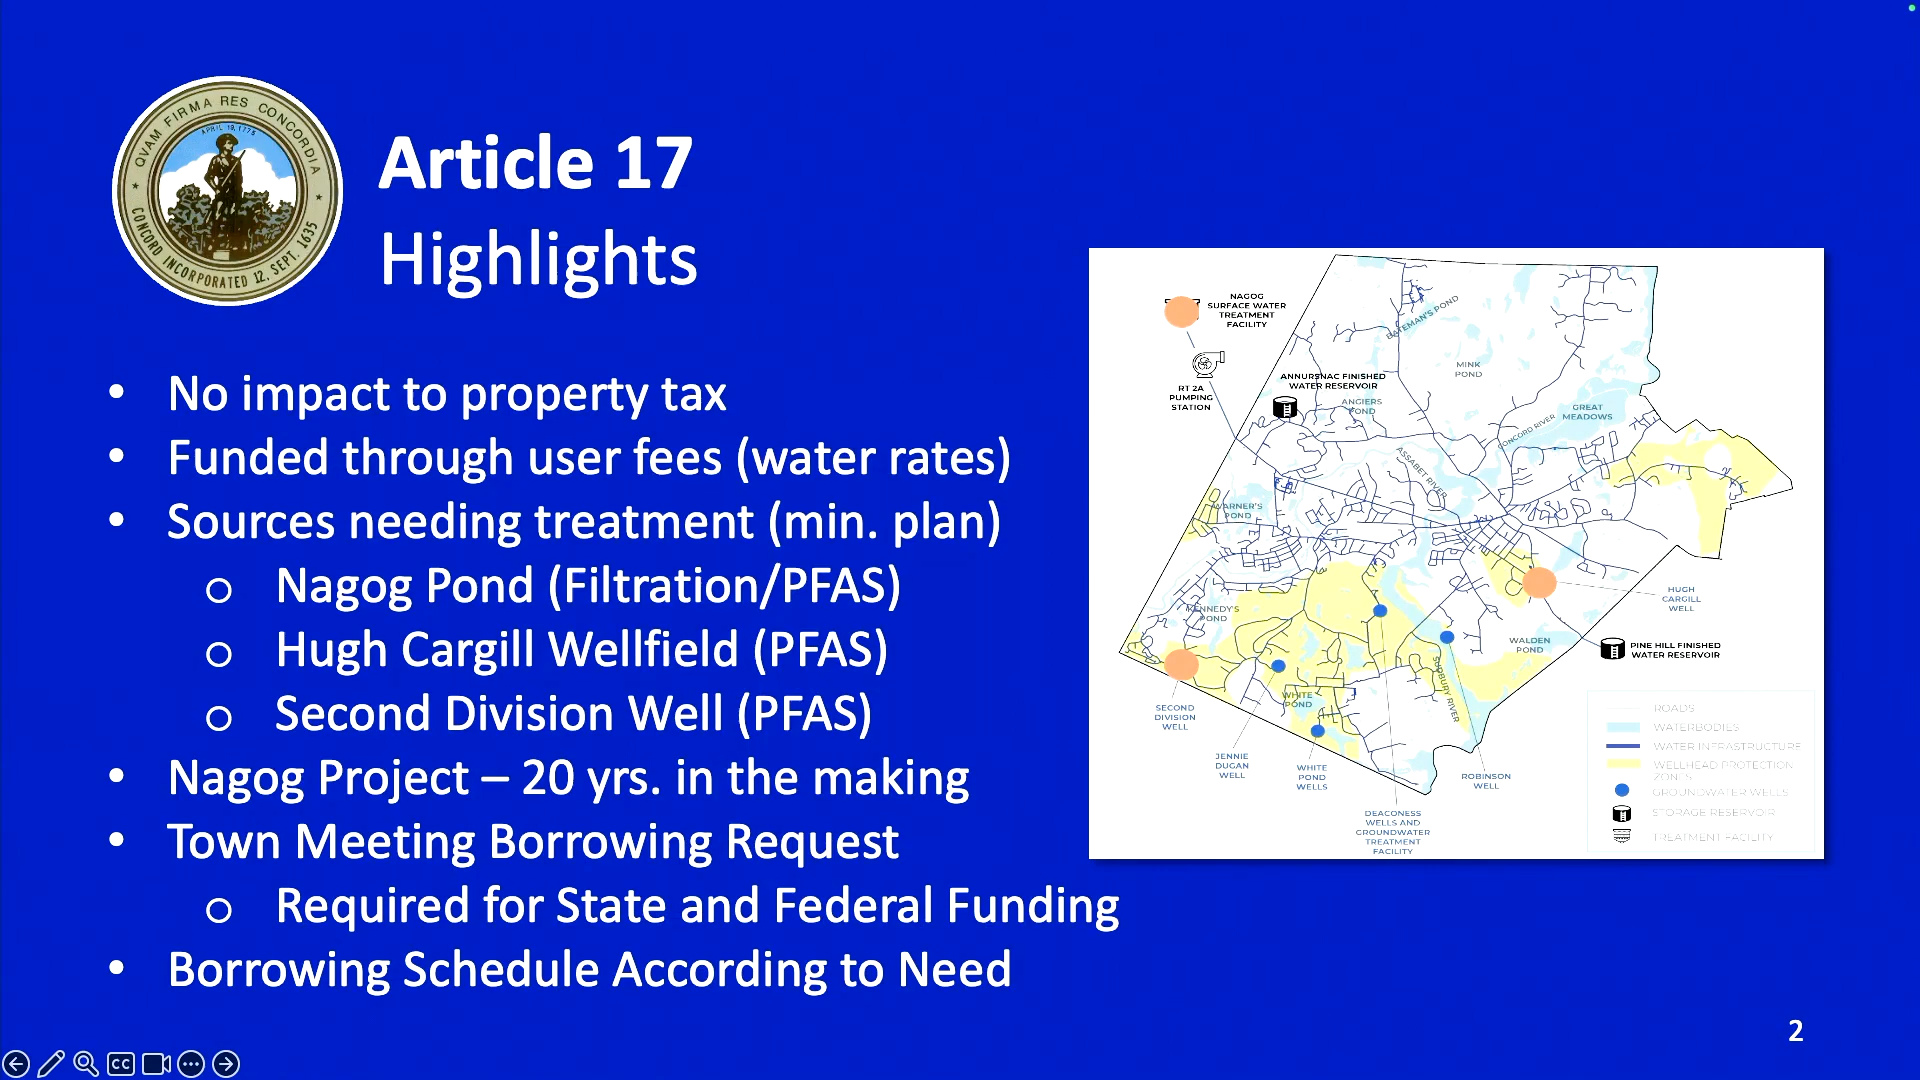 QVAM FIRMA RES CONCORDIA
APRIL 19, 1775
CONCORD INCORPORATED 12, SEPT. 1635
Article 17
Highlights
• No impact to property tax
• Funded through user fees (water rates)
• Sources needing treatment (min. plan)
o Nagog Pond (Filtration/PFAS)
o Hugh Cargill Wellfield (PFAS)
o Second Division Well (PFAS)
• Nagog Project – 20 yrs. in the making
• Town Meeting Borrowing Request
o Required for State and Federal Funding
• Borrowing Schedule According to Need
NAGOG
SURFACE WATER
TREATMENT
FACILITY
RT 2A
PUMPING
STATION
ANNURSNAC FINISHED
WATER RESERVOIR
BATEMAN'S POND
MINK
POND
ANGIERS
POND
GREAT
MEADOWS
CONCORD RIVER
ASSABET RIVER
WARNER'S
POND
KENNEDY'S
POND
HUGH
CARGILL
WELL
WALDEN
POND
PINE HILL FINISHED
WATER RESERVOIR
SUDBURY RIVER
WHITE
POND
SECOND
DIVISION
WELL
JENNIE
DUGAN
WELL
WHITE
POND
WELLS
ROBINSON
WELL
DEACONESS
WELLS AND
GROUNDWATER
TREATMENT
FACILITY
ROADS
WATERBODIES
WATER INFRASTRUCTURE
WELLHEAD PROTECTION
ZONES
GROUNDWATER WELLS
STORAGE RESERVOIR
TREATMENT FACILITY
2
CC